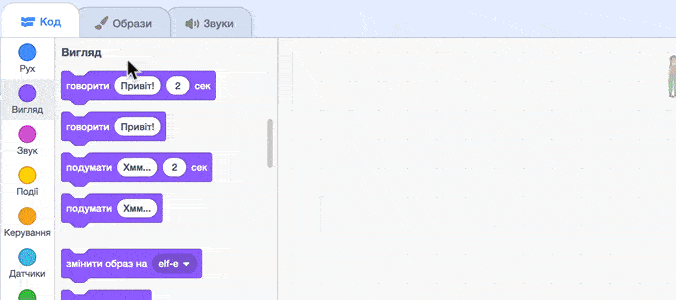 Код Образи Звуки
Рух
Вигляд
Звук
Події
Керування
Датчики
Вигляд
говорити Привіт! 2 сек
говорити Привіт!
подумати Хмм... 2 сек
подумати Хмм...
змінити образ на elf-e